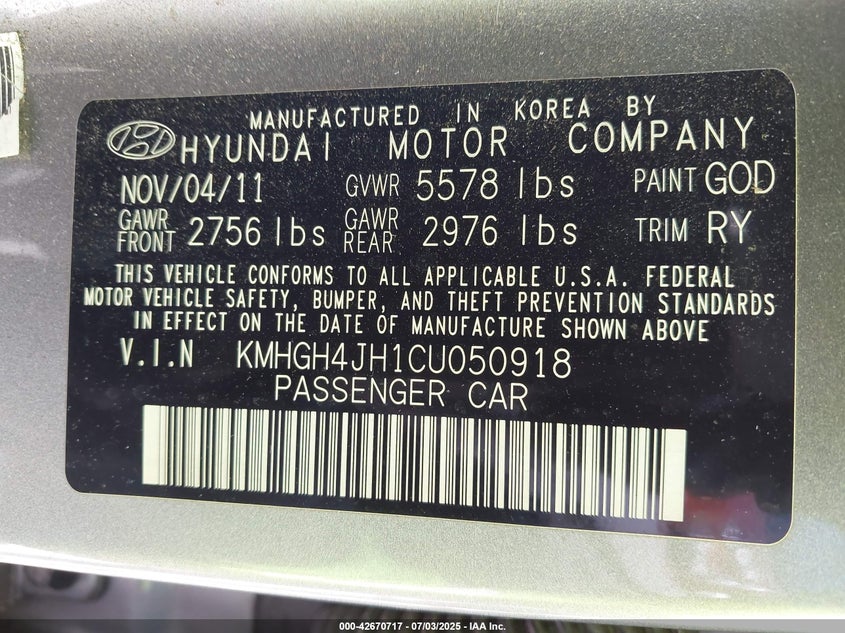 MANUFACTURED IN KOREA BY
HYUNDAI MOTOR COMPANY
NOV/04/11 GVWR 5578 lbs PAINT GOD
GAWR FRONT 2756 lbs GAWR REAR 2976 lbs TRIM RY
THIS VEHICLE CONFORMS TO ALL APPLICABLE U.S.A. FEDERAL
MOTOR VEHICLE SAFETY, BUMPER, AND THEFT PREVENTION STANDARDS
IN EFFECT ON THE DATE OF MANUFACTURE SHOWN ABOVE
V.I.N KMHGH4JH1CU050918
PASSENGER CAR
000-42670717 - 07/03/2025 - IAA Inc.